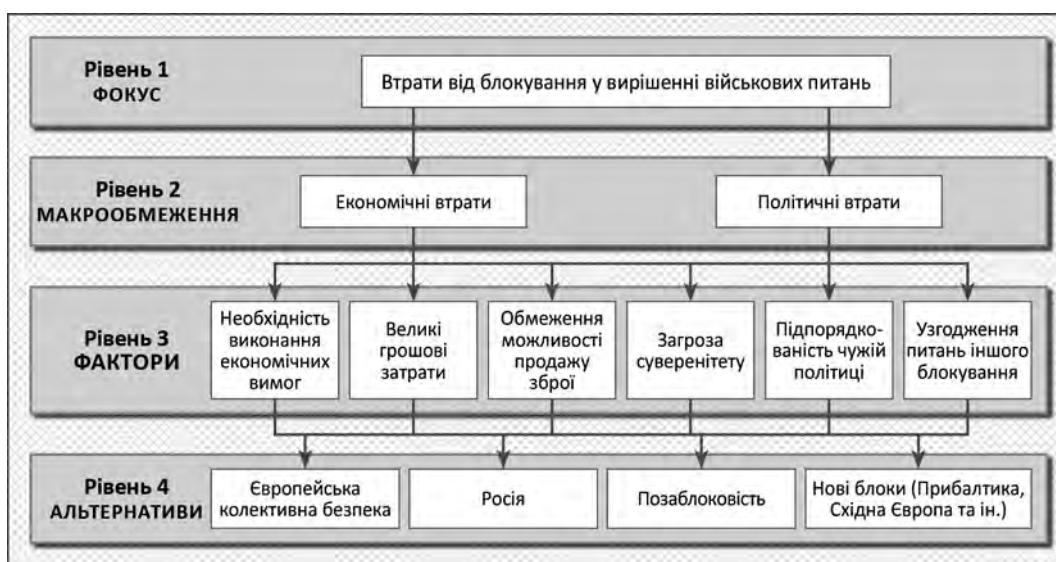 Рівень 1
ФОКУС
Втрати від блокування у вирішенні військових питань
Рівень 2
МАКРООБМЕЖЕННЯ
Економічні втрати
Політичні втрати
Рівень 3
ФАКТОРИ
Необхідність
виконання
економічних
вимог
Великі
грошові
затрати
Обмеження
можливості
продажу
зброї
Загроза
суверенітету
Підпорядко-
ваність чужій
політиці
Узгодження
питань іншого
блокування
Рівень 4
АЛЬТЕРНАТИВИ
Європейська
колективна безпека
Росія
Позаблоковість
Нові блоки (Прибалтика,
Східна Європа та ін.)